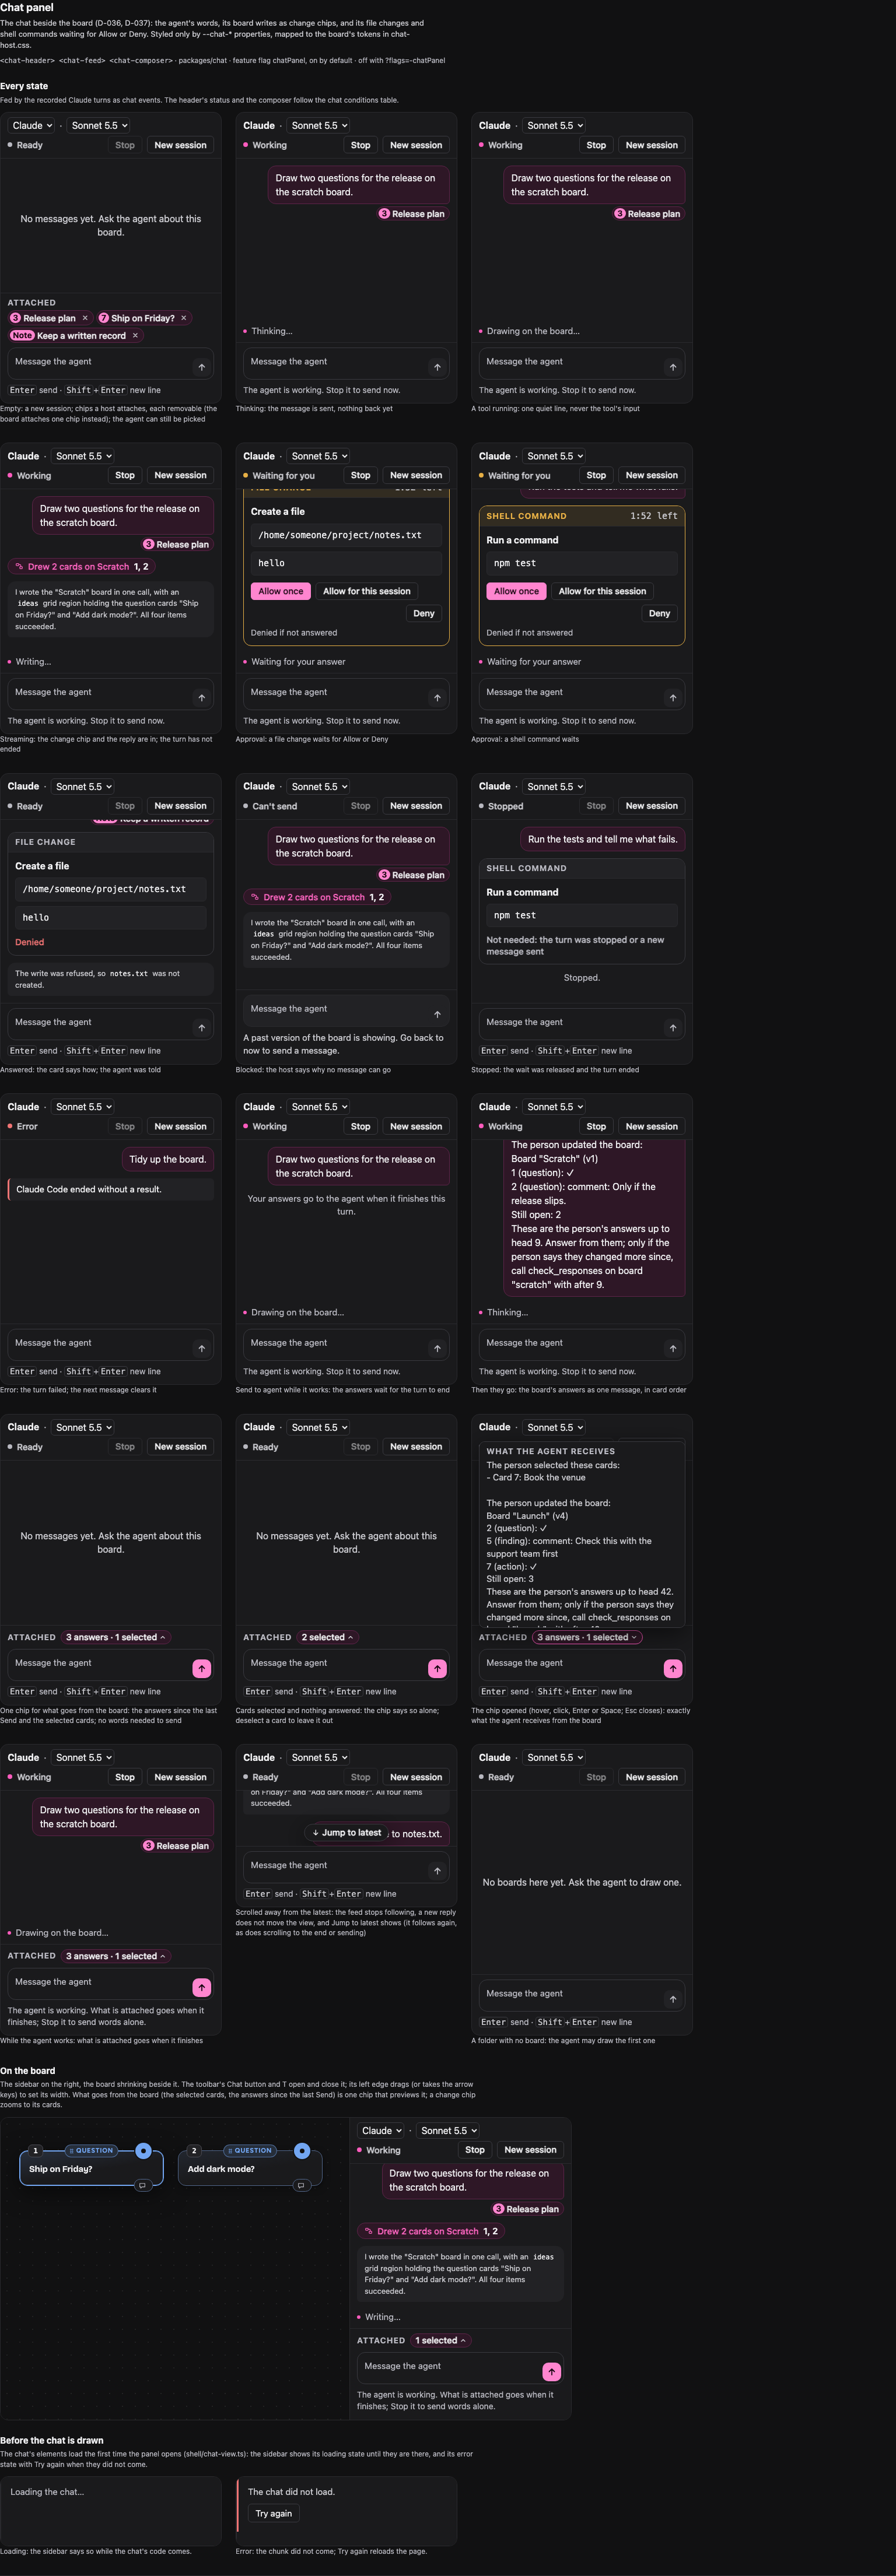 Chat panel
The chat beside the board (D-036, D-037): the agent's words, its board writes as change chips, and its file changes and
shell commands waiting for Allow or Deny. Styled only by --chat-* properties, mapped to the board's tokens in chat-
host.css.
<chat-header> <chat-feed> <chat-composer> · packages/chat · feature flag chatPanel, on by default · off with ?flags=-chatPanel
Every state
Fed by the recorded Claude turns as chat events. The header's status and the composer follow the chat conditions table.
Claude · Sonnet 5.5
Ready Stop New session
No messages yet. Ask the agent about this
board.
ATTACHED
3 Release plan × 7 Ship on Friday? ×
Note Keep a written record ×
Message the agent
Enter send · Shift + Enter new line
Empty: a new session; chips a host attaches, each removable (the
board attaches one chip instead); the agent can still be picked
Claude · Sonnet 5.5
Working Stop New session
Draw two questions for the release on
the scratch board.
3 Release plan
Thinking...
Message the agent
The agent is working. Stop it to send now.
Thinking: the message is sent, nothing back yet
Claude · Sonnet 5.5
Working Stop New session
Draw two questions for the release on
the scratch board.
3 Release plan
Drawing on the board...
Message the agent
The agent is working. Stop it to send now.
A tool running: one quiet line, never the tool's input
Claude · Sonnet 5.5
Working Stop New session
Draw two questions for the release on
the scratch board.
3 Release plan
Drew 2 cards on Scratch 1, 2
I wrote the "Scratch" board in one call, with an
ideas grid region holding the question cards "Ship
on Friday?" and "Add dark mode?". All four items
succeeded.
Writing...
Message the agent
The agent is working. Stop it to send now.
Streaming: the change chip and the reply are in; the turn has not
ended
Claude · Sonnet 5.5
Waiting for you Stop New session
Create a file
/home/someone/project/notes.txt
hello
Allow once Allow for this session
Deny
Denied if not answered
Waiting for your answer
Message the agent
The agent is working. Stop it to send now.
Approval: a file change waits for Allow or Deny
Claude · Sonnet 5.5
Waiting for you Stop New session
SHELL COMMAND 1:52 left
Run a command
npm test
Allow once Allow for this session
Deny
Denied if not answered
Waiting for your answer
Message the agent
The agent is working. Stop it to send now.
Approval: a shell command waits
Claude · Sonnet 5.5
Ready Stop New session
FILE CHANGE
Create a file
/home/someone/project/notes.txt
hello
Denied
The write was refused, so notes.txt was not
created.
Message the agent
Enter send · Shift + Enter new line
Answered: the card says how; the agent was told
Claude · Sonnet 5.5
Can't send Stop New session
Draw two questions for the release on
the scratch board.
3 Release plan
Drew 2 cards on Scratch 1, 2
I wrote the "Scratch" board in one call, with an
ideas grid region holding the question cards "Ship
on Friday?" and "Add dark mode?". All four items
succeeded.
Message the agent
A past version of the board is showing. Go back to
now to send a message.
Blocked: the host says why no message can go
Claude · Sonnet 5.5
Stopped Stop New session
Run the tests and tell me what fails.
SHELL COMMAND
Run a command
npm test
Not needed: the turn was stopped or a new
message sent
Stopped.
Message the agent
Enter send · Shift + Enter new line
Stopped: the wait was released and the turn ended
Claude · Sonnet 5.5
Error Stop New session
Tidy up the board.
Claude Code ended without a result.
Message the agent
Enter send · Shift + Enter new line
Error: the turn failed; the next message clears it
Claude · Sonnet 5.5
Working Stop New session
Draw two questions for the release on
the scratch board.
Your answers go to the agent when it finishes this
turn.
Drawing on the board...
Message the agent
The agent is working. Stop it to send now.
Send to agent while it works: the answers wait for the turn to end
Claude · Sonnet 5.5
Working Stop New session
The person updated the board:
Board "Scratch" (v1)
1 (question): ✓
2 (question): comment: Only if the
release slips.
Still open: 2
These are the person's answers up to
head 9. Answer from them; only if the
person says they changed more since,
call check_responses on board
"scratch" with after 9.
Thinking...
Message the agent
The agent is working. Stop it to send now.
Then they go: the board's answers as one message, in card order
Claude · Sonnet 5.5
Ready Stop New session
No messages yet. Ask the agent about this
board.
ATTACHED 3 answers · 1 selected
Message the agent
Enter send · Shift + Enter new line
One chip for what goes from the board: the answers since the last
Send and the selected cards; no words needed to send
Claude · Sonnet 5.5
Ready Stop New session
No messages yet. Ask the agent about this
board.
ATTACHED 2 selected
Message the agent
Enter send · Shift + Enter new line
Cards selected and nothing answered: the chip says so alone;
deselect a card to leave it out
Claude · Sonnet 5.5
WHAT THE AGENT RECEIVES
The person selected these cards:
- Card 7: Book the venue
The person updated the board:
Board "Launch" (v4)
2 (question): ✓
5 (finding): comment: Check this with the
support team first
7 (action): ✓
Still open: 3
These are the person's answers up to head 42.
Answer from them; only if the person says they
changed more since, call check_responses on
ATTACHED 3 answers · 1 selected
Message the agent
Enter send · Shift + Enter new line
The chip opened (hover, click, Enter or Space; Esc closes): exactly
what the agent receives from the board
Claude · Sonnet 5.5
Working Stop New session
Draw two questions for the release on
the scratch board.
3 Release plan
Drawing on the board...
ATTACHED 3 answers · 1 selected
Message the agent
The agent is working. What is attached goes when it
finishes; Stop it to send words alone.
While the agent works: what is attached goes when it finishes
Claude · Sonnet 5.5
Ready Stop New session
on Friday?" and "Add dark mode?". All four items
succeeded.
↓ Jump to latest
to notes.txt.
Message the agent
Enter send · Shift + Enter new line
Scrolled away from the latest: the feed stops following, a new reply
does not move the view, and Jump to latest shows (it follows again,
as does scrolling to the end or sending)
Claude · Sonnet 5.5
Ready Stop New session
No boards here yet. Ask the agent to draw one.
Message the agent
Enter send · Shift + Enter new line
A folder with no board: the agent may draw the first one
On the board
The sidebar on the right, the board shrinking beside it. The toolbar's Chat button and T open and close it; its left edge drags (or takes the arrow
keys) to set its width. What goes from the board (the selected cards, the answers since the last Send) is one chip that previews it; a change chip
zooms to its cards.
1 QUESTION
Ship on Friday?
2 QUESTION
Add dark mode?
Claude · Sonnet 5.5
Working Stop New session
Draw two questions for the release on
the scratch board.
3 Release plan
Drew 2 cards on Scratch 1, 2
I wrote the "Scratch" board in one call, with an ideas
grid region holding the question cards "Ship on
Friday?" and "Add dark mode?". All four items
succeeded.
Writing...
ATTACHED 1 selected
Message the agent
The agent is working. What is attached goes when it
finishes; Stop it to send words alone.
Before the chat is drawn
The chat's elements load the first time the panel opens (shell/chat-view.ts): the sidebar shows its loading state until they are there, and its error
state with Try again when they did not come.
Loading the chat...
Loading: the sidebar says so while the chat's code comes.
The chat did not load.
Try again
Error: the chunk did not come; Try again reloads the page.